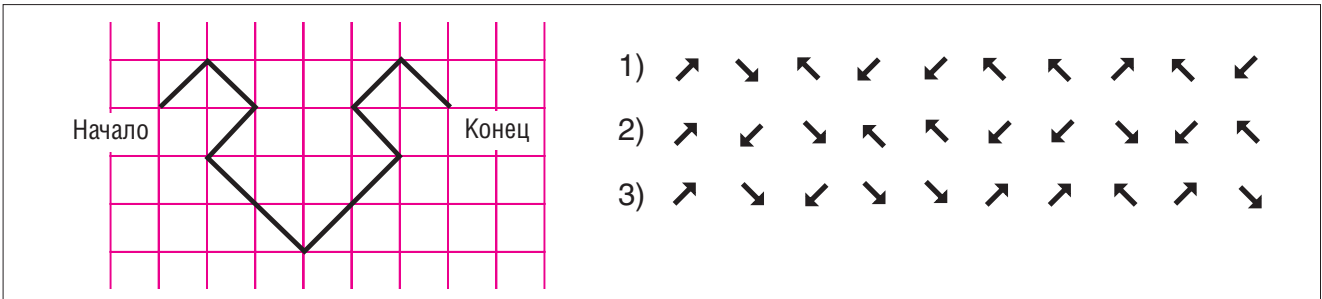 Начало
Конец
1) ↗ ↘ ↖ ↙ ↙ ↖ ↖ ↗ ↖ ↙
2) ↗ ↙ ↘ ↖ ↖ ↙ ↙ ↘ ↙ ↖
3) ↗ ↘ ↙ ↘ ↘ ↗ ↗ ↖ ↗ ↘